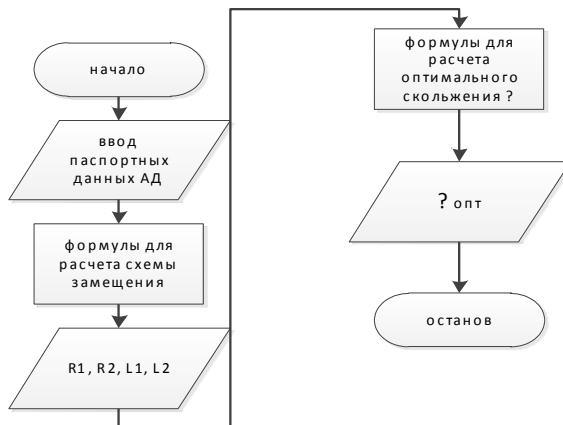 начало
ввод
паспортных
данных АД
формулы для
расчета схемы
замещения
R1, R2, L1, L2
формулы для
расчета
оптимального
скольжения ?
? опт
останов